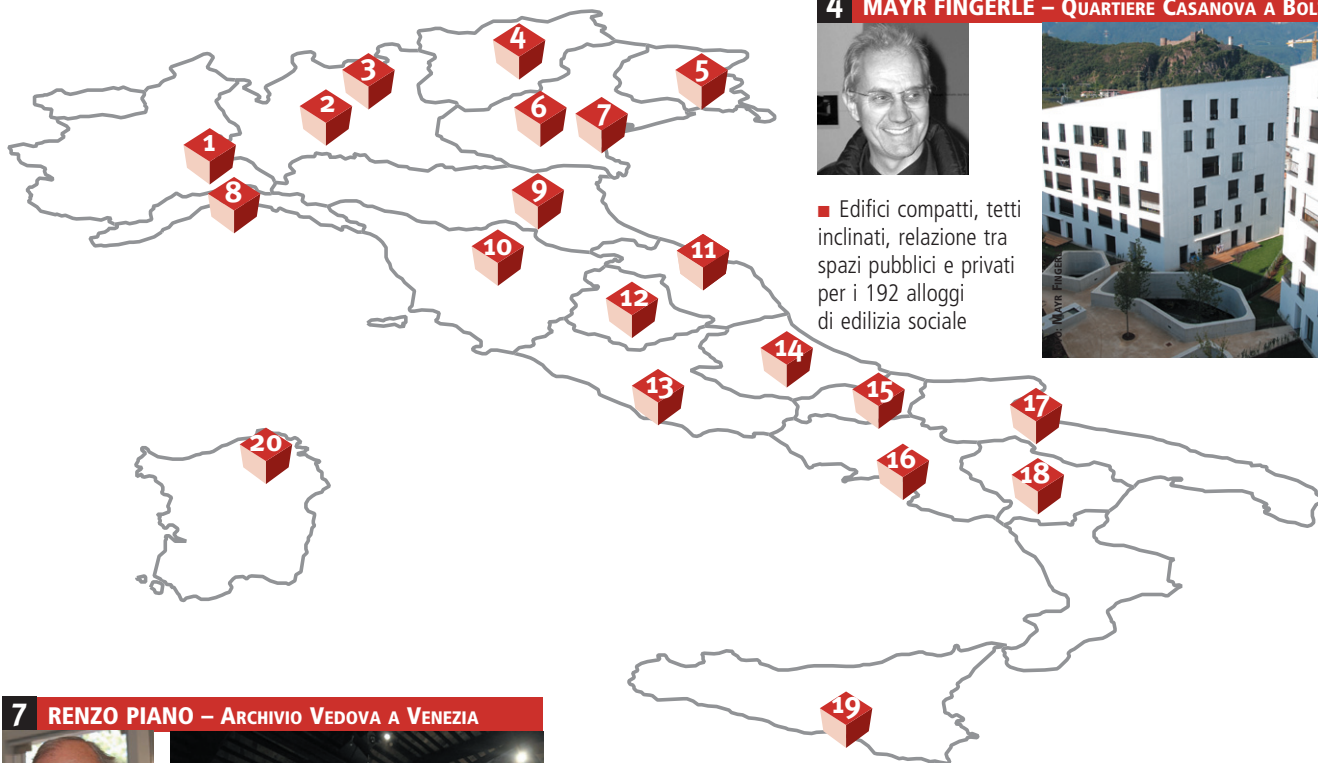 4 MAYR FINGERLE – QUARTIERE CASANOVA A BOL
■ Edifici compatti, tetti
inclinati, relazione tra
spazi pubblici e privati
per i 192 alloggi
di edilizia sociale
MAYR FINGER
4
3
5
2
6
7
1
8
9
10
11
12
14
13
15
17
16
18
20
19
7 RENZO PIANO – ARCHIVIO VEDOVA A VENEZIA